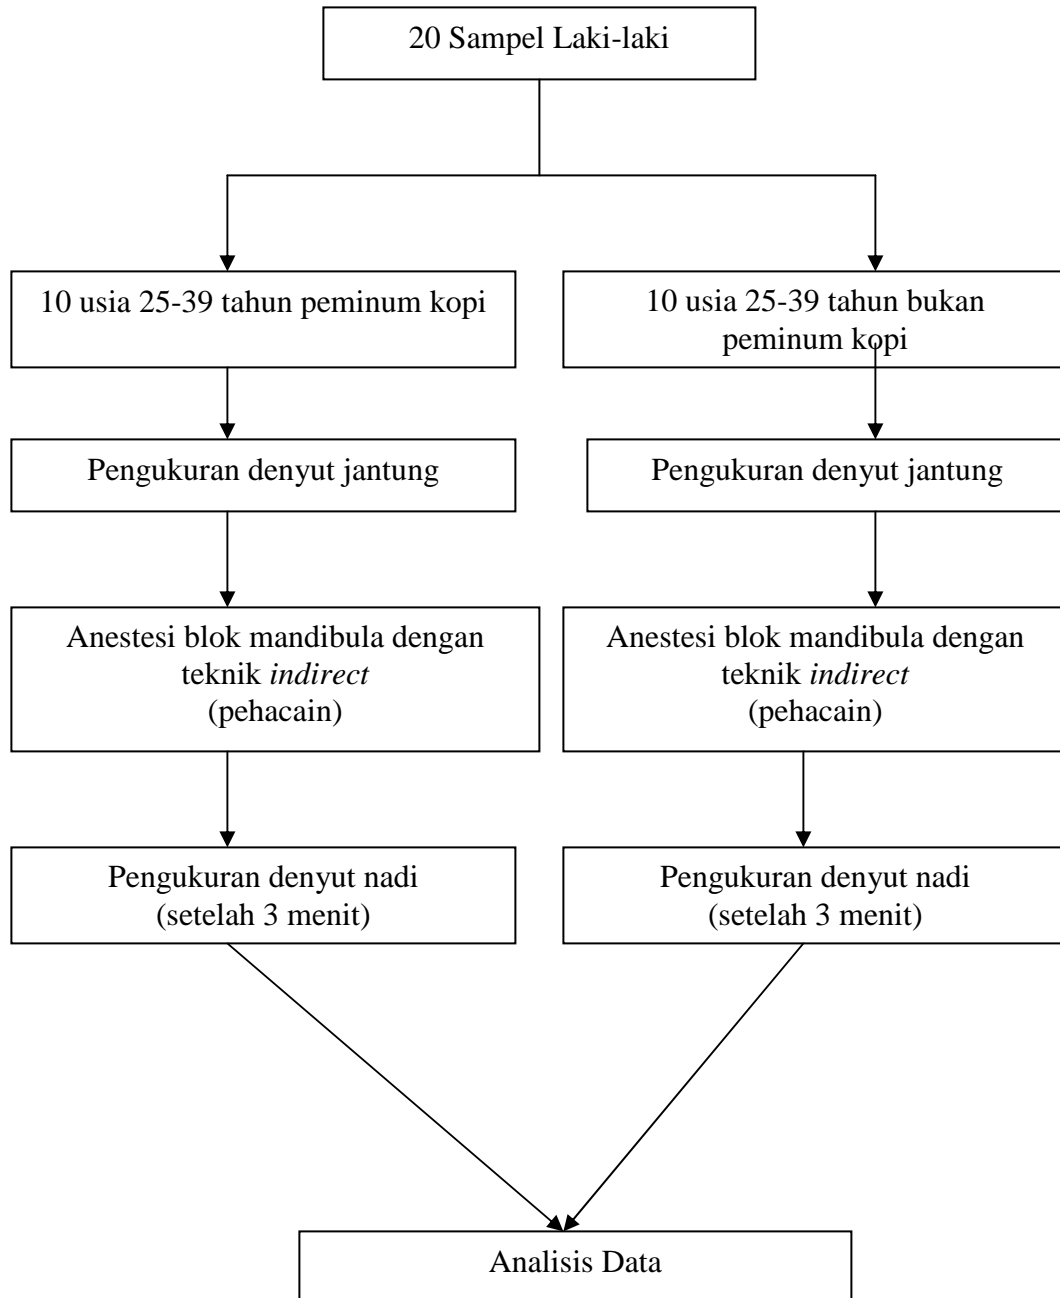 20 Sampel Laki-laki
10 usia 25-39 tahun peminum kopi
10 usia 25-39 tahun bukan
peminum kopi
Pengukuran denyut jantung
Pengukuran denyut jantung
Anestesi blok mandibula dengan
teknik indirect
(pehacain)
Anestesi blok mandibula dengan
teknik indirect
(pehacain)
Pengukuran denyut nadi
(setelah 3 menit)
Pengukuran denyut nadi
(setelah 3 menit)
Analisis Data